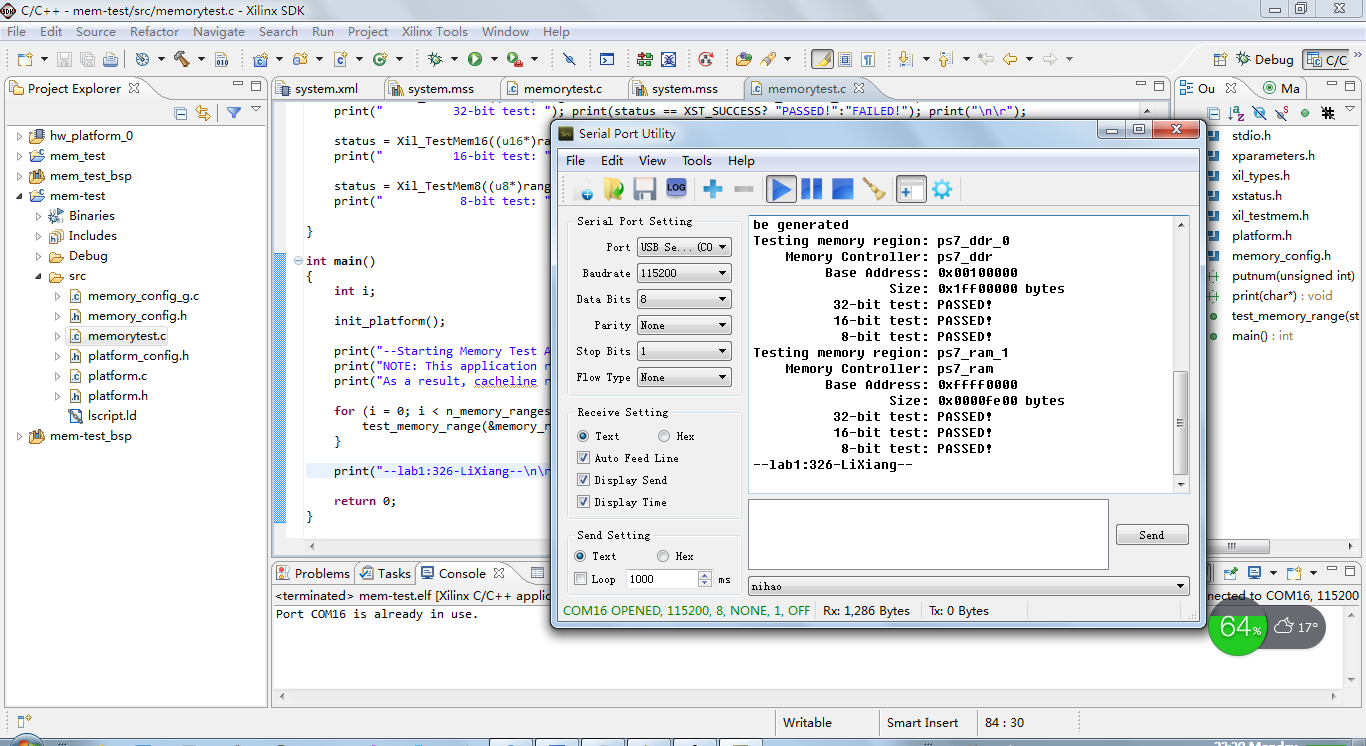 C/C++ - mem-test/src/memorytest.c - Xilinx SDK
File Edit Source Refactor Navigate Search Run Project Xilinx Tools Window Help
Debug C/C
Project Explorer
hw_platform_0
mem_test
mem_test_bsp
mem-test
Binaries
Includes
Debug
src
memory_config_g.c
memory_config.h
memorytest.c
platform_config.h
platform.c
platform.h
lscript.ld
mem-test_bsp
system.xml system.mss memorytest.c system.mss memorytest.c
print(" 32-bit test: "); print(status == XST_SUCCESS? "PASSED!":"FAILED!"); print("\n\r");
status = Xil_TestMem16((u16*)ra
print(" 16-bit test: "
status = Xil_TestMem8((u8*)rang
print(" 8-bit test: "
}
int main()
{
int i;
init_platform();
print("--Starting Memory Test A
print("NOTE: This application r
print("As a result, cacheline r
for (i = 0; i < n_memory_ranges
test_memory_range(&memory_r
}
print("--lab1:326-LiXiang--\n\r
return 0;
}
Serial Port Utility
File Edit View Tools Help
LOG
Serial Port Setting
Port USB Se... (CO
Baudrate 115200
Data Bits 8
Parity None
Stop Bits 1
Flow Type None
Receive Setting
Text Hex
Auto Feed Line
Display Send
Display Time
Send Setting
Text Hex
Loop 1000 ms
be generated
Testing memory region: ps7_ddr_0
Memory Controller: ps7_ddr
Base Address: 0x00100000
Size: 0x1ff00000 bytes
32-bit test: PASSED!
16-bit test: PASSED!
8-bit test: PASSED!
Testing memory region: ps7_ram_1
Memory Controller: ps7_ram
Base Address: 0xffff0000
Size: 0x0000fe00 bytes
32-bit test: PASSED!
16-bit test: PASSED!
8-bit test: PASSED!
--lab1:326-LiXiang--
Send
nihao
COM16 OPENED, 115200, 8, NONE, 1, OFF Rx: 1,286 Bytes Tx: 0 Bytes
Ou Ma
stdio.h
xparameters.h
xil_types.h
xstatus.h
xil_testmem.h
platform.h
memory_config.h
putnum(unsigned int)
print(char*) : void
test_memory_range(st
main() : int
Problems Tasks Console
<terminated> mem-test.elf [Xilinx C/C++ applic
nected to COM16, 115200
Port COM16 is already in use.
64% 17°
Writable Smart Insert 84 : 30